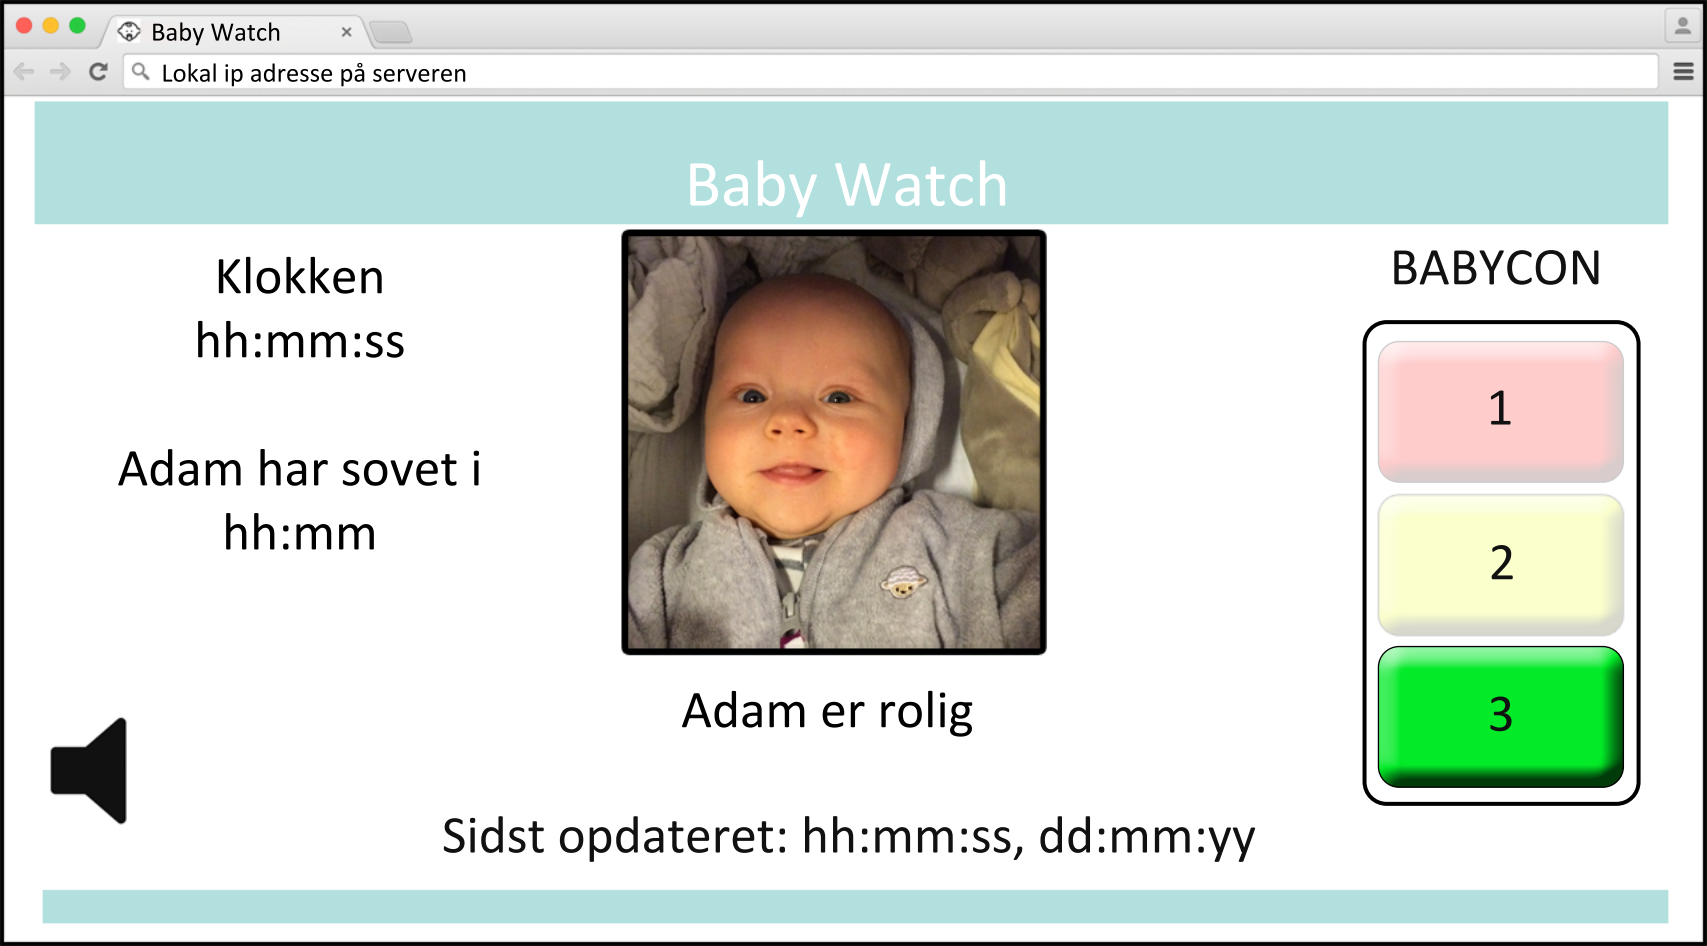 Baby Watch
Lokal ip adresse på serveren
Baby Watch
Klokken
hh:mm:ss
Adam har sovet i
hh:mm
Adam er rolig
Sidst opdateret: hh:mm:ss, dd:mm:yy
BABYCON
1
2
3